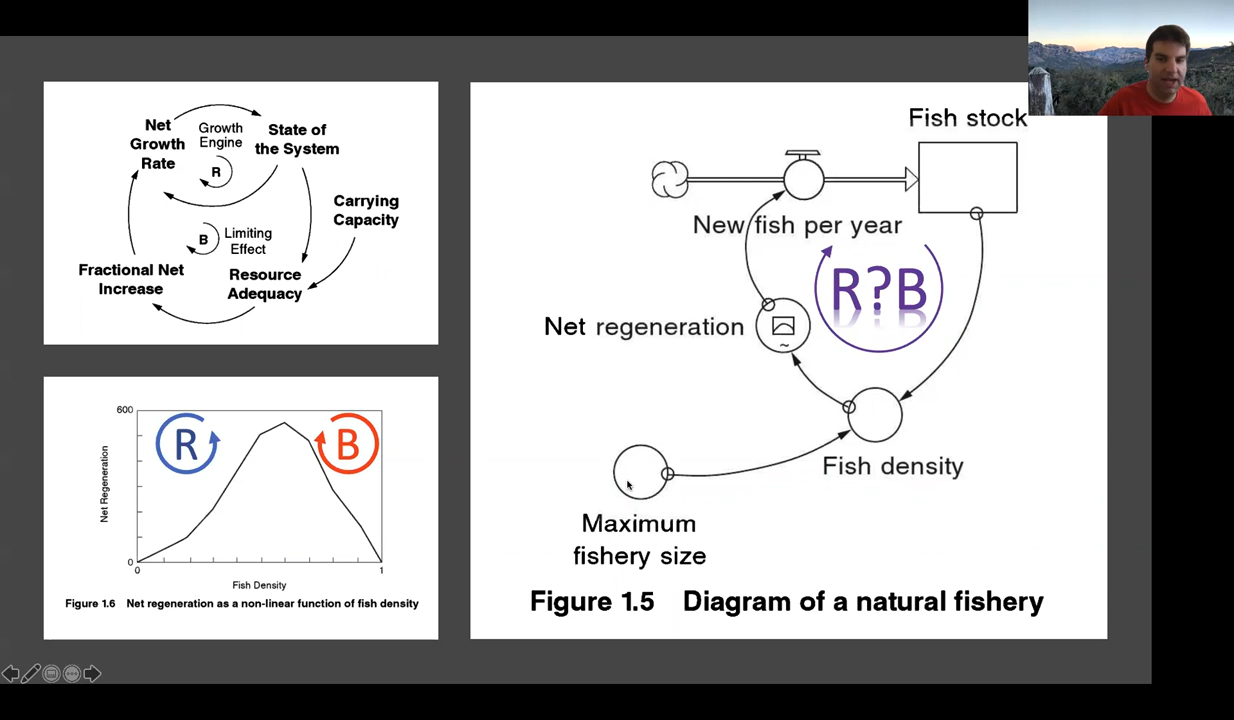 Net
Growth
Rate
Growth
Engine
R
State of
the System
Carrying
Capacity
B
Limiting
Effect
Fractional Net
Increase
Resource
Adequacy
600
R
B
Net Regeneration
0
0
1
Fish Density
Figure 1.6 Net regeneration as a non-linear function of fish density
Fish stock
New fish per year
R?B
Net regeneration
~
Fish density
Maximum
fishery size
Figure 1.5 Diagram of a natural fishery